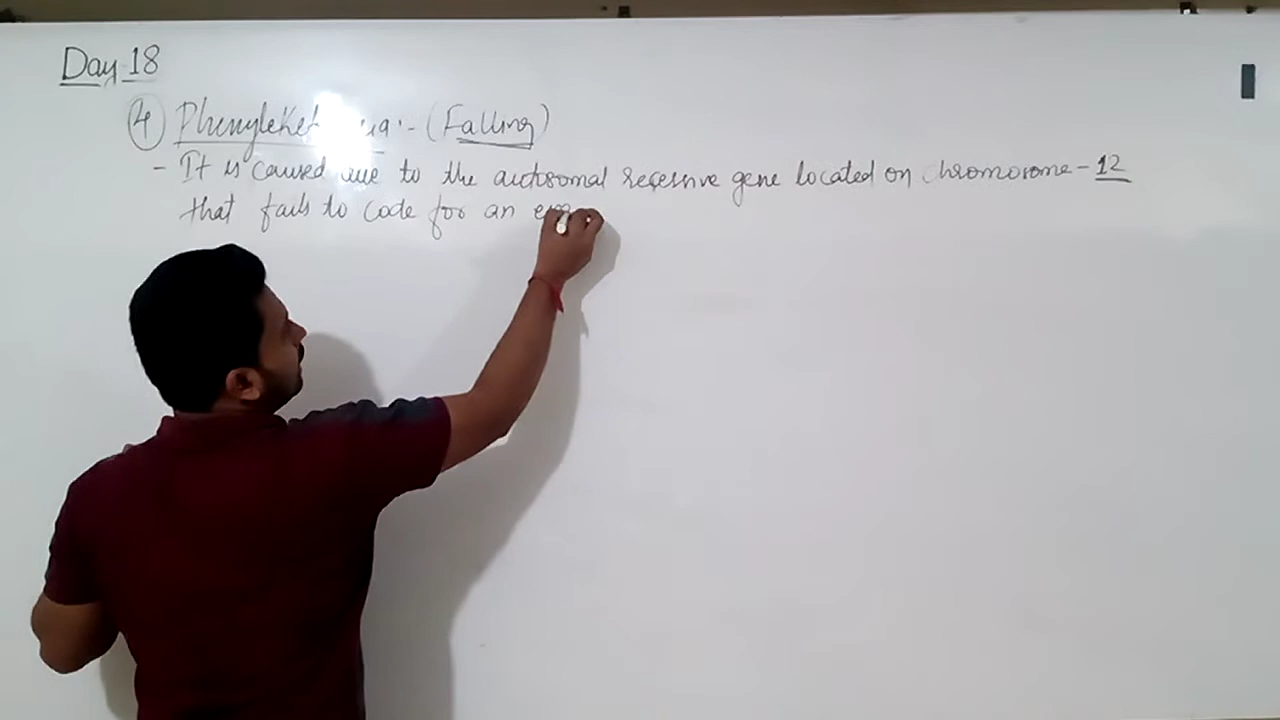 Day 18
④ :- (Falling)
- It is caused due to the autosomal recessive gene located on chromosome - 12
that fails to code for an